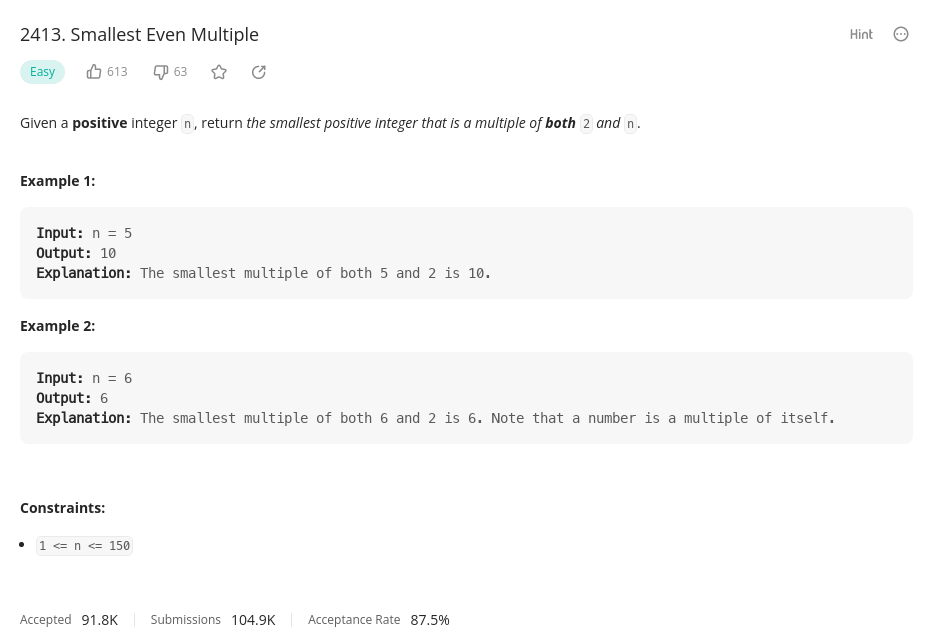 2413. Smallest Even Multiple
Hint
Easy 613 63
Given a positive integer n, return the smallest positive integer that is a multiple of both 2 and n.
Example 1:
Input: n = 5
Output: 10
Explanation: The smallest multiple of both 5 and 2 is 10.
Example 2:
Input: n = 6
Output: 6
Explanation: The smallest multiple of both 6 and 2 is 6. Note that a number is a multiple of itself.
Constraints:
1 <= n <= 150
Accepted 91.8K Submissions 104.9K Acceptance Rate 87.5%